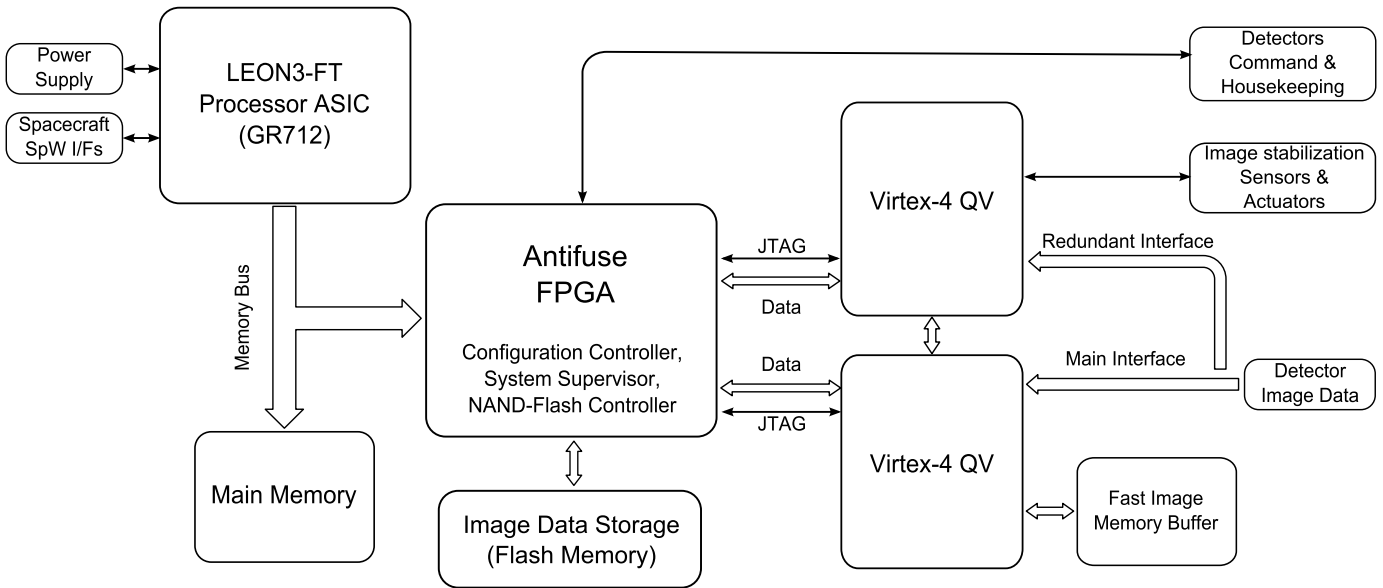 Power
Supply
Spacecraft
SpW I/Fs
LEON3-FT
Processor ASIC
(GR712)
Memory Bus
Main Memory
Antifuse
FPGA
Configuration Controller,
System Supervisor,
NAND-Flash Controller
Image Data Storage
(Flash Memory)
JTAG
Data
Data
JTAG
Virtex-4 QV
Virtex-4 QV
Detectors
Command &
Housekeeping
Image stabilization
Sensors &
Actuators
Redundant Interface
Main Interface
Detector
Image Data
Fast Image
Memory Buffer